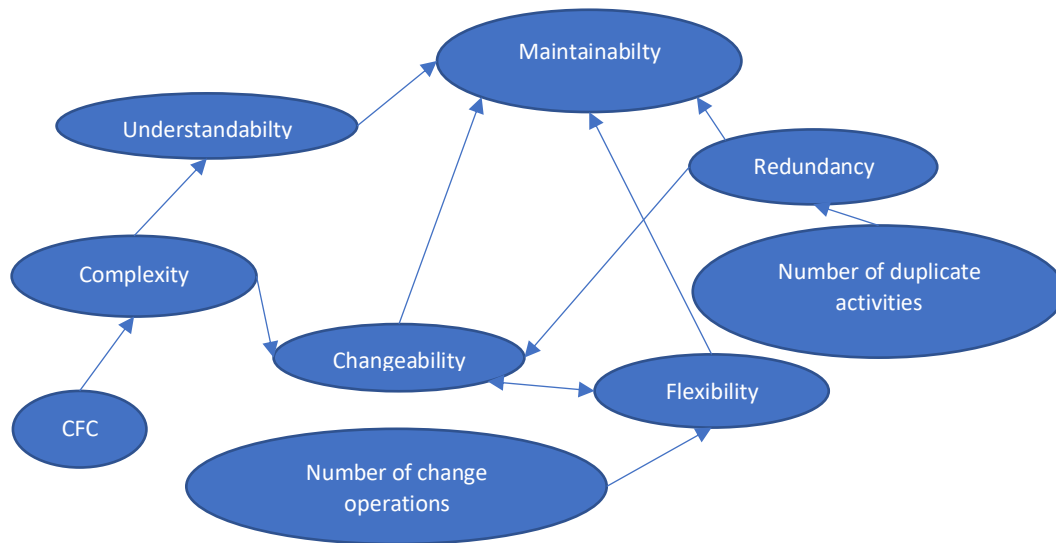 Maintainabilty
Understandabilty
Redundancy
Complexity
Number of duplicate
activities
Changeability
Flexibility
CFC
Number of change
operations